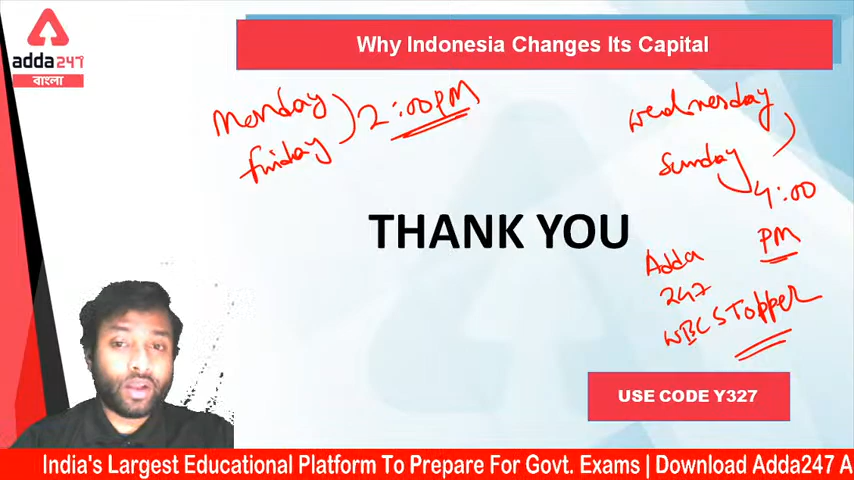 adda247
বাংলা
Why Indonesia Changes Its Capital
Monday
Friday
2:00PM
Wednesday
Sunday
4:00
PM
THANK YOU
Adda
247
WBCS Topper
USE CODE Y327
India's Largest Educational Platform To Prepare For Govt. Exams | Download Adda247 A